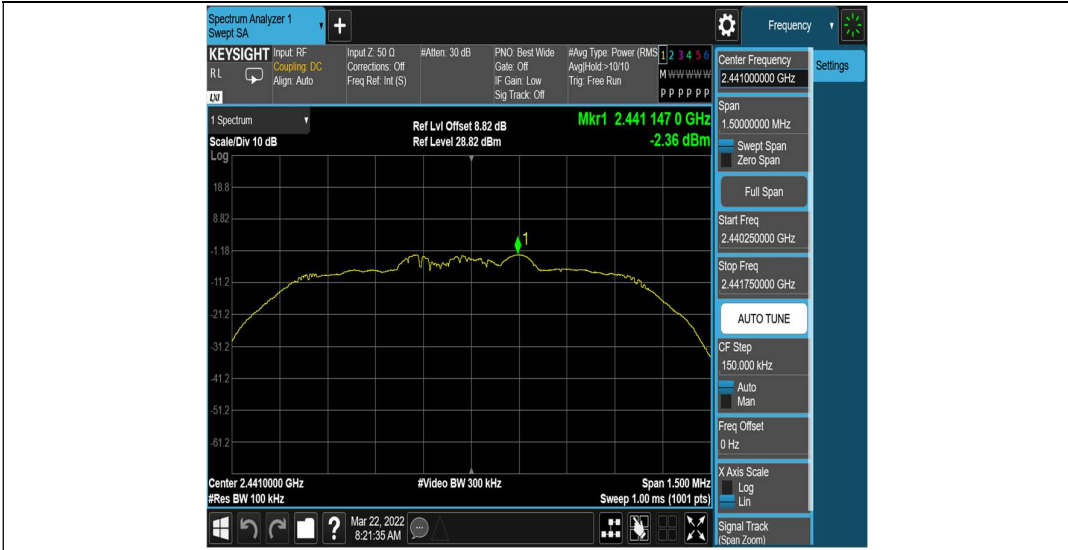 Spectrum Analyzer 1
Swept SA
Frequency
KEYSIGHT
RL
LXI
Input: RF
Coupling: DC
Align: Auto
Input Z: 50 Ω
Corrections: Off
Freq Ref: Int (S)
#Atten: 30 dB
PNO: Best Wide
Gate: Off
IF Gain: Low
Sig Track: Off
#Avg Type: Power (RMS
Avg|Hold:>10/10
Trig: Free Run
1 2 3 4 5 6
M W W W W W
P P P P P P
1 Spectrum
Scale/Div 10 dB
Log
Ref Lvl Offset 8.82 dB
Ref Level 28.82 dBm
Mkr1 2.441 147 0 GHz
-2.36 dBm
18.8
8.82
-1.18
-11.2
-21.2
-31.2
-41.2
-51.2
-61.2
1
Center 2.4410000 GHz
#Res BW 100 kHz
#Video BW 300 kHz
Span 1.500 MHz
Sweep 1.00 ms (1001 pts)
Mar 22, 2022
8:21:35 AM
Center Frequency
2.441000000 GHz
Settings
Span
1.50000000 MHz
Swept Span
Zero Span
Full Span
Start Freq
2.440250000 GHz
Stop Freq
2.441750000 GHz
AUTO TUNE
CF Step
150.000 kHz
Auto
Man
Freq Offset
0 Hz
X Axis Scale
Log
Lin
Signal Track
(Span Zoom)